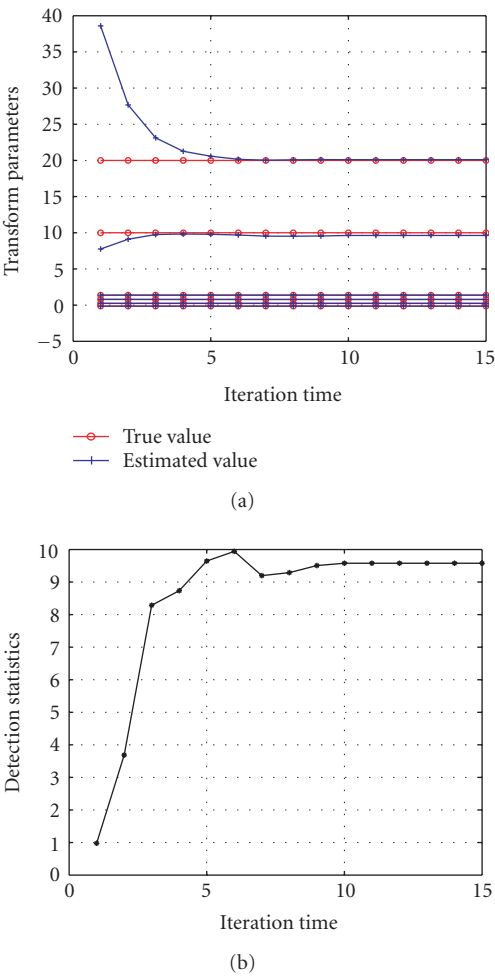 40
35
30
25
20
15
10
5
0
−5
Transform parameters
0 5 10 15
Iteration time
True value
Estimated value
(a)
10
9
8
7
6
5
4
3
2
1
0
Detection statistics
0 5 10 15
Iteration time
(b)